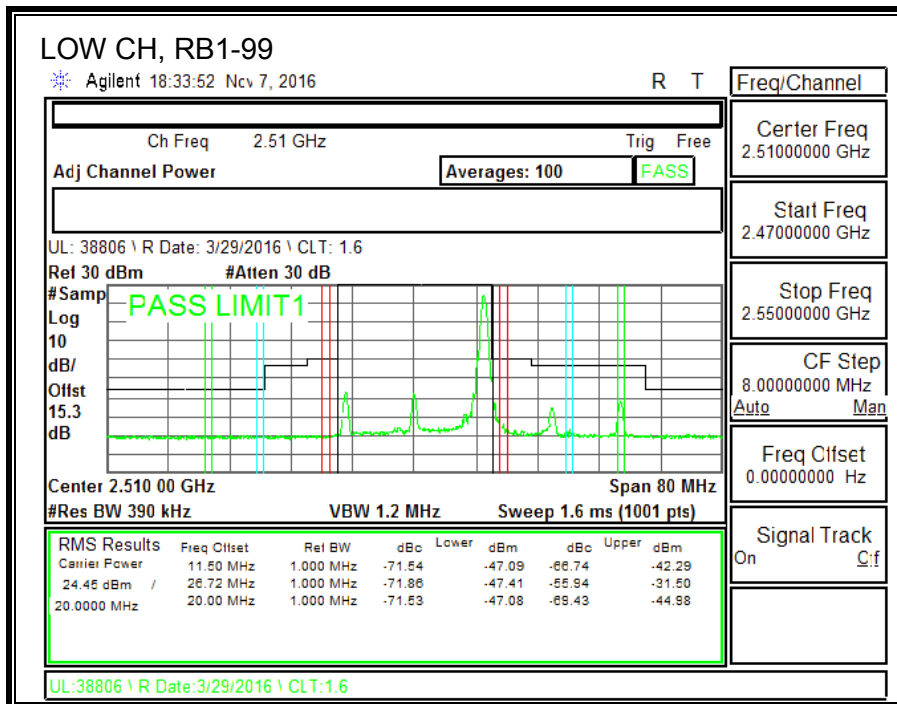 LOW CH, RB1-99
Agilent 18:33:52 Nov 7, 2016 R T
Freq/Channel
Ch Freq 2.51 GHz Trig Free
Adj Channel Power Averages: 100 PASS
Center Freq
2.51000000 GHz
Start Freq
2.47000000 GHz
Stop Freq
2.55000000 GHz
CF Step
8.00000000 MHz
Auto Man
Freq Offset
0.00000000 Hz
Signal Track
On Off
UL: 38806 \ R Date: 3/29/2016 \ CLT: 1.6
Ref 30 dBm #Atten 30 dB
#Samp
Log
10
dB/
Offst
15.3
dB
PASS LIMIT1
Center 2.510 00 GHz Span 80 MHz
#Res BW 390 kHz VBW 1.2 MHz Sweep 1.6 ms (1001 pts)
RMS Results Freq Offset Ref BW dBc Lower dBm dBc Upper dBm
Carrier Power 11.50 MHz 1.000 MHz -71.54 -47.09 -66.74 -42.29
24.45 dBm / 26.72 MHz 1.000 MHz -71.86 -47.41 -55.94 -31.50
20.0000 MHz 20.00 MHz 1.000 MHz -71.53 -47.08 -69.43 -44.98
UL:38806 \ R Date:3/29/2016 \ CLT:1.6